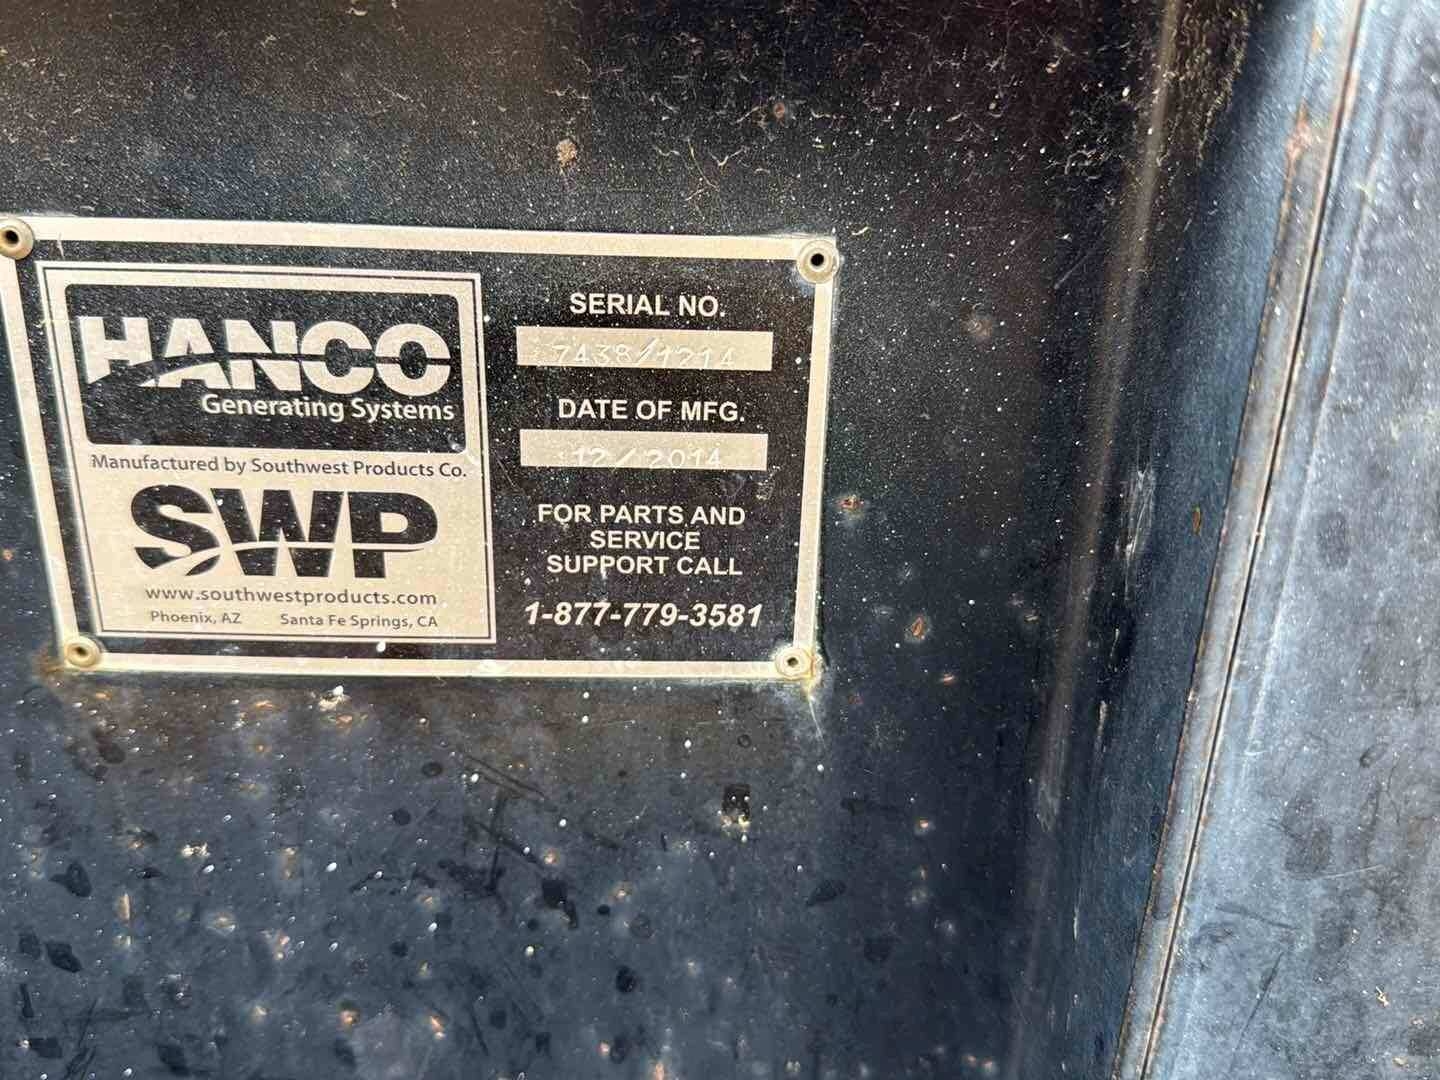 HANCO
Generating Systems
Manufactured by Southwest Products Co.
SWP
www.southwestproducts.com
Phoenix, AZ Santa Fe Springs, CA
SERIAL NO.
7438/1214
DATE OF MFG.
12/2014
FOR PARTS AND
SERVICE
SUPPORT CALL
1-877-779-3581